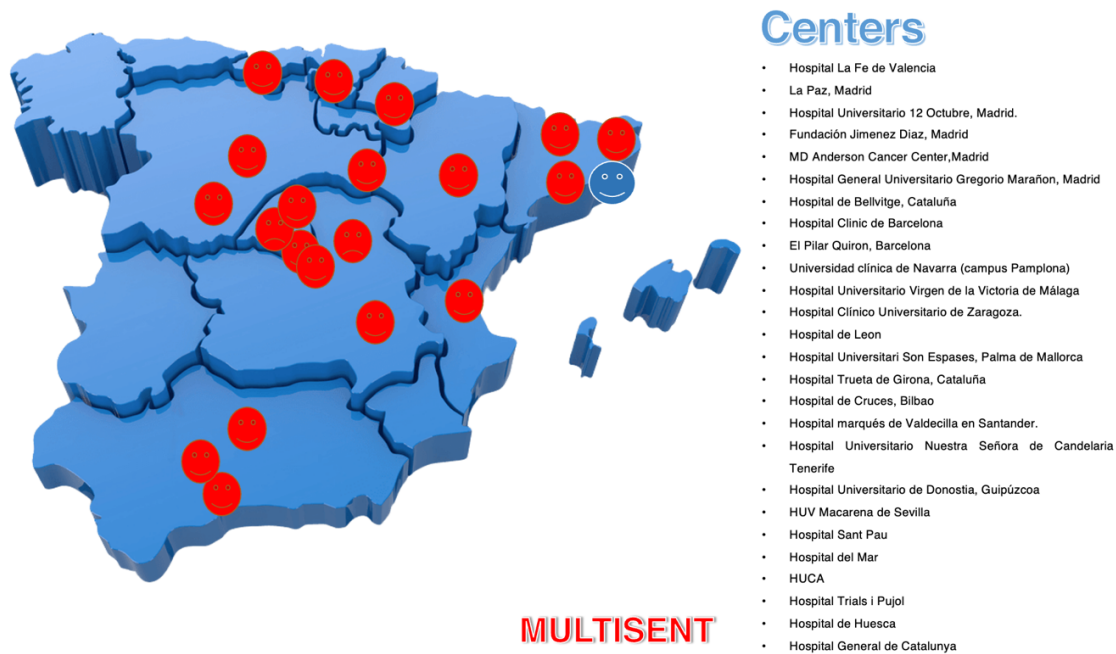 Centers
• Hospital La Fe de Valencia
• La Paz, Madrid
• Hospital Universitario 12 Octubre, Madrid.
• Fundación Jimenez Diaz, Madrid
• MD Anderson Cancer Center,Madrid
• Hospital General Universitario Gregorio Marañon, Madrid
• Hospital de Bellvitge, Cataluña
• Hospital Clinic de Barcelona
• El Pilar Quiron, Barcelona
• Universidad clínica de Navarra (campus Pamplona)
• Hospital Universitario Virgen de la Victoria de Málaga
• Hospital Clínico Universitario de Zaragoza.
• Hospital de Leon
• Hospital Universitari Son Espases, Palma de Mallorca
• Hospital Trueta de Girona, Cataluña
• Hospital de Cruces, Bilbao
• Hospital marqués de Valdecilla en Santander.
• Hospital Universitario Nuestra Señora de Candelaria
Tenerife
• Hospital Universitario de Donostia, Guipúzcoa
• HUV Macarena de Sevilla
• Hospital Sant Pau
• Hospital del Mar
• HUCA
• Hospital Trials i Pujol
• Hospital de Huesca
• Hospital General de Catalunya
MULTISENT